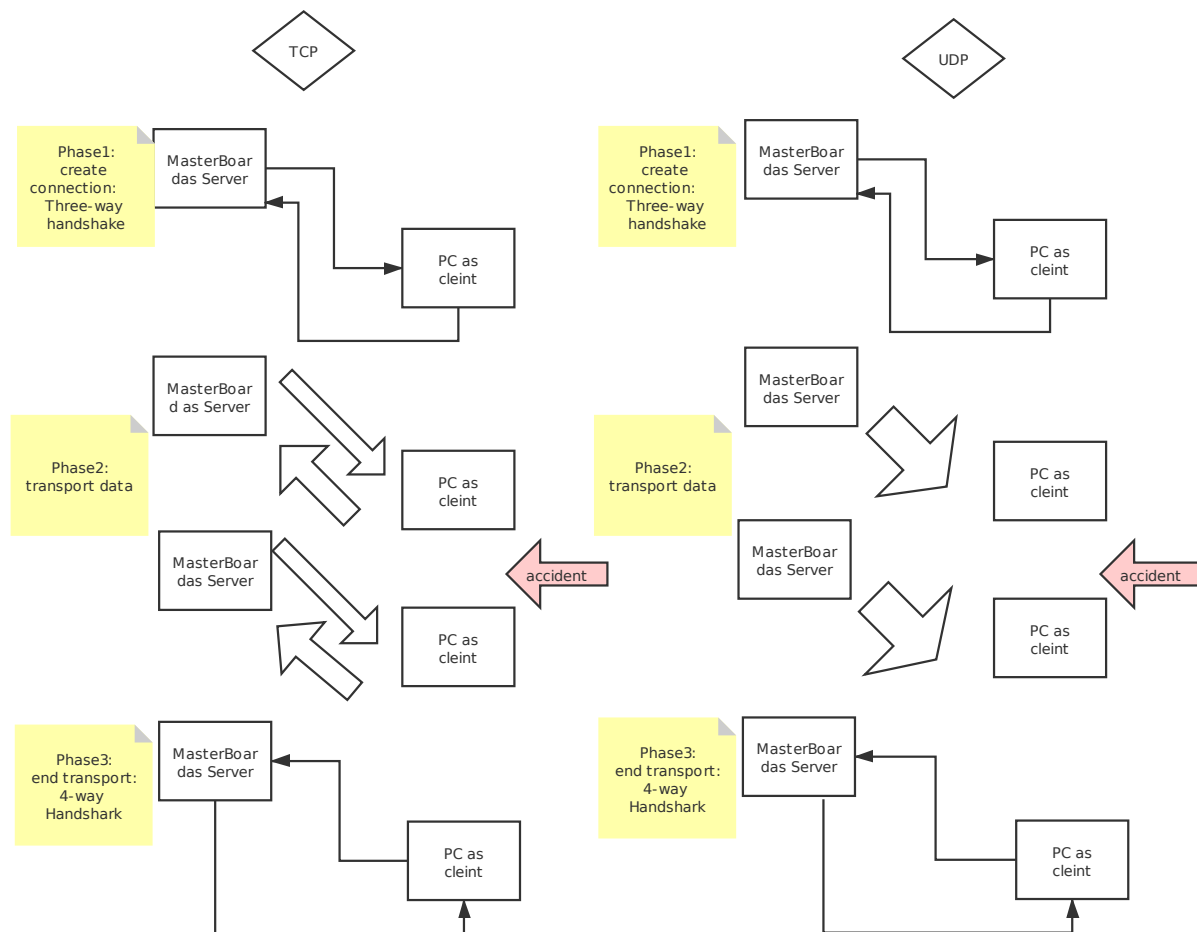 TCP
Phase1:
create
connection:
Three-way
handshake
MasterBoar
das Server
PC as
cleint
MasterBoar
d as Server
Phase2:
transport data
PC as
cleint
MasterBoar
das Server
accident
PC as
cleint
Phase3:
end transport:
4-way
Handshark
MasterBoar
das Server
PC as
cleint
UDP
Phase1:
create
connection:
Three-way
handshake
MasterBoar
das Server
PC as
cleint
MasterBoar
das Server
Phase2:
transport data
PC as
cleint
MasterBoar
das Server
accident
PC as
cleint
Phase3:
end transport:
4-way
Handshark
MasterBoar
das Server
PC as
cleint